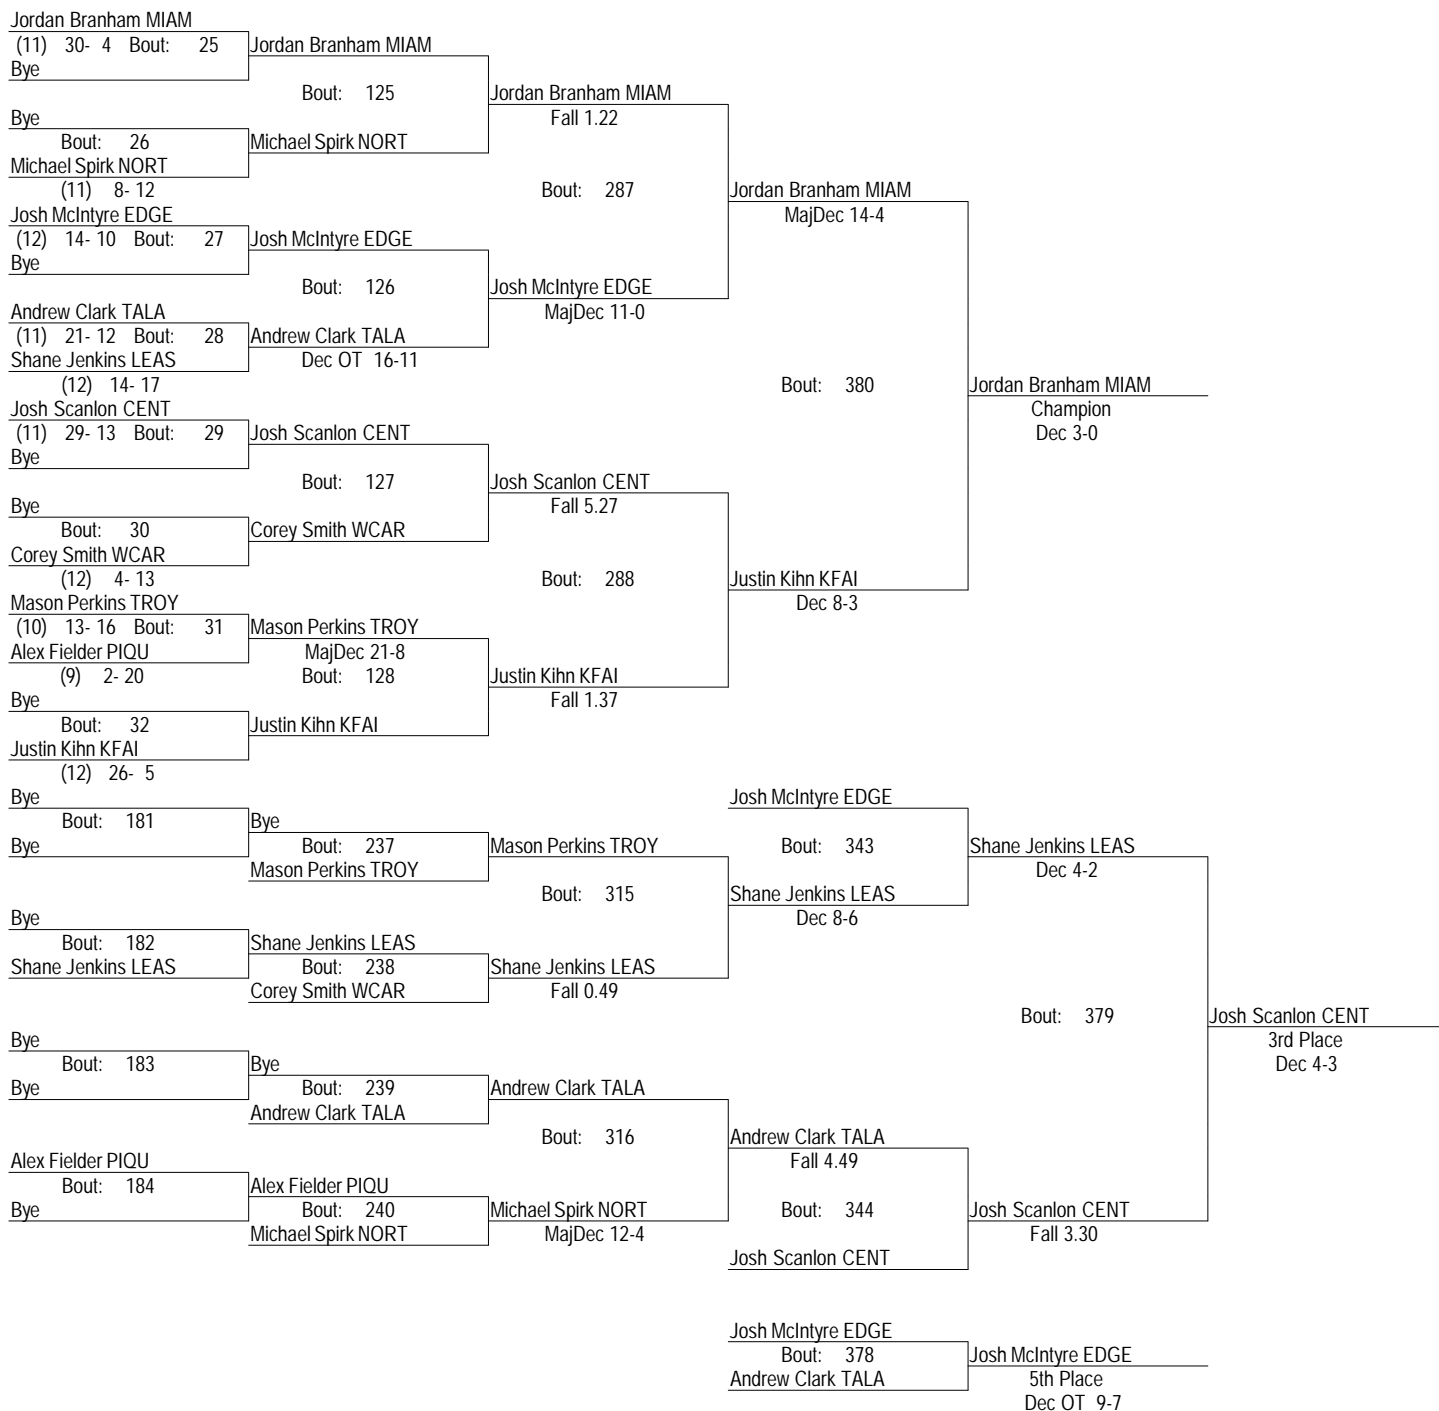 Jordan Branham MIAM
(11) 30- 4 Bout: 25
Jordan Branham MIAM
Bye
Bout: 125
Jordan Branham MIAM
Fall 1.22
Bye
Bout: 26
Michael Spirk NORT
Michael Spirk NORT
(11) 8- 12
Bout: 287
Jordan Branham MIAM
MajDec 14-4
Josh McIntyre EDGE
(12) 14- 10 Bout: 27
Josh McIntyre EDGE
Bye
Bout: 126
Josh McIntyre EDGE
MajDec 11-0
Andrew Clark TALA
(11) 21- 12 Bout: 28
Andrew Clark TALA
Shane Jenkins LEAS
Dec OT 16-11
(12) 14- 17
Bout: 380
Jordan Branham MIAM
Champion
Dec 3-0
Josh Scanlon CENT
(11) 29- 13 Bout: 29
Josh Scanlon CENT
Bye
Bout: 127
Josh Scanlon CENT
Fall 5.27
Bye
Bout: 30
Corey Smith WCAR
Corey Smith WCAR
(12) 4- 13
Bout: 288
Justin Kihn KFAI
Dec 8-3
Mason Perkins TROY
(10) 13- 16 Bout: 31
Mason Perkins TROY
Alex Fielder PIQU
MajDec 21-8
(9) 2- 20
Bout: 128
Justin Kihn KFAI
Fall 1.37
Bye
Bout: 32
Justin Kihn KFAI
Justin Kihn KFAI
(12) 26- 5
Bye
Bout: 181
Bye
Bye
Bout: 237
Mason Perkins TROY
Mason Perkins TROY
Josh McIntyre EDGE
Bout: 343
Shane Jenkins LEAS
Dec 4-2
Bout: 315
Shane Jenkins LEAS
Dec 8-6
Bye
Bout: 182
Shane Jenkins LEAS
Shane Jenkins LEAS
Bout: 238
Shane Jenkins LEAS
Corey Smith WCAR
Fall 0.49
Bout: 379
Josh Scanlon CENT
3rd Place
Dec 4-3
Bye
Bout: 183
Bye
Bye
Bout: 239
Andrew Clark TALA
Andrew Clark TALA
Bout: 316
Andrew Clark TALA
Fall 4.49
Alex Fielder PIQU
Bout: 184
Alex Fielder PIQU
Bye
Bout: 240
Michael Spirk NORT
Michael Spirk NORT
MajDec 12-4
Bout: 344
Josh Scanlon CENT
Fall 3.30
Josh Scanlon CENT
Josh McIntyre EDGE
Bout: 378
Josh McIntyre EDGE
Andrew Clark TALA
5th Place
Dec OT 9-7